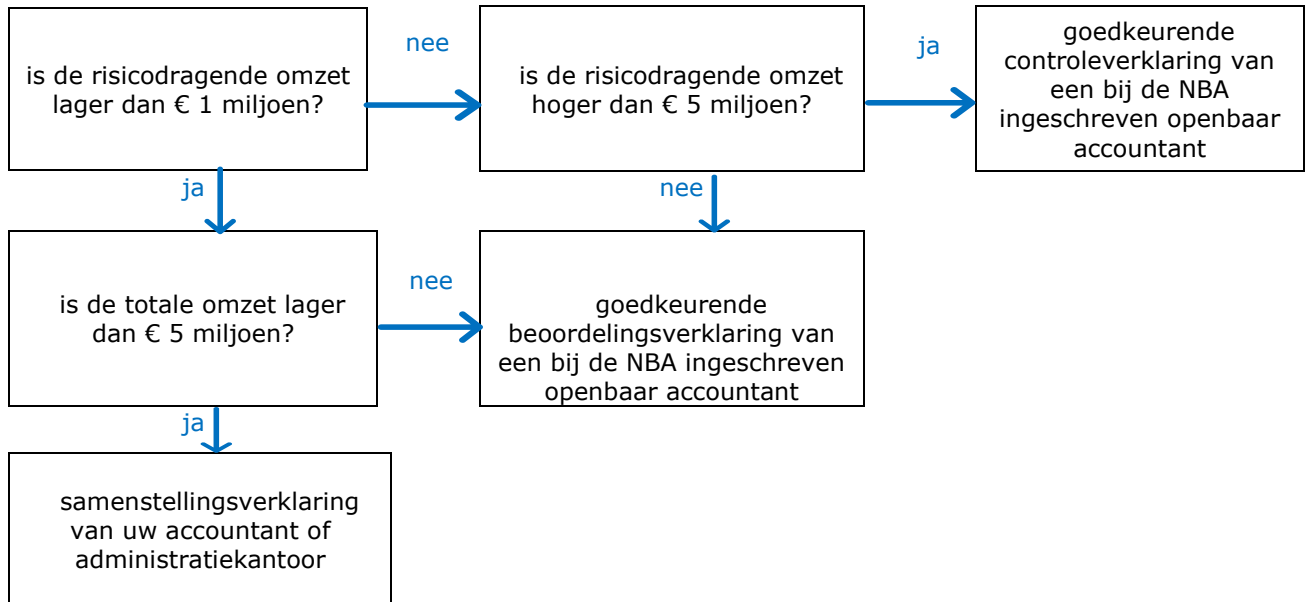 is de risicodragende omzet
lager dan € 1 miljoen?
nee
is de risicodragende omzet
hoger dan € 5 miljoen?
ja
goedkeurende
controleverklaring van
een bij de NBA
ingeschreven openbaar
accountant
ja
nee
is de totale omzet lager
dan € 5 miljoen?
nee
goedkeurende
beoordelingsverklaring van
een bij de NBA ingeschreven
openbaar accountant
ja
samenstellingsverklaring
van uw accountant of
administratiekantoor